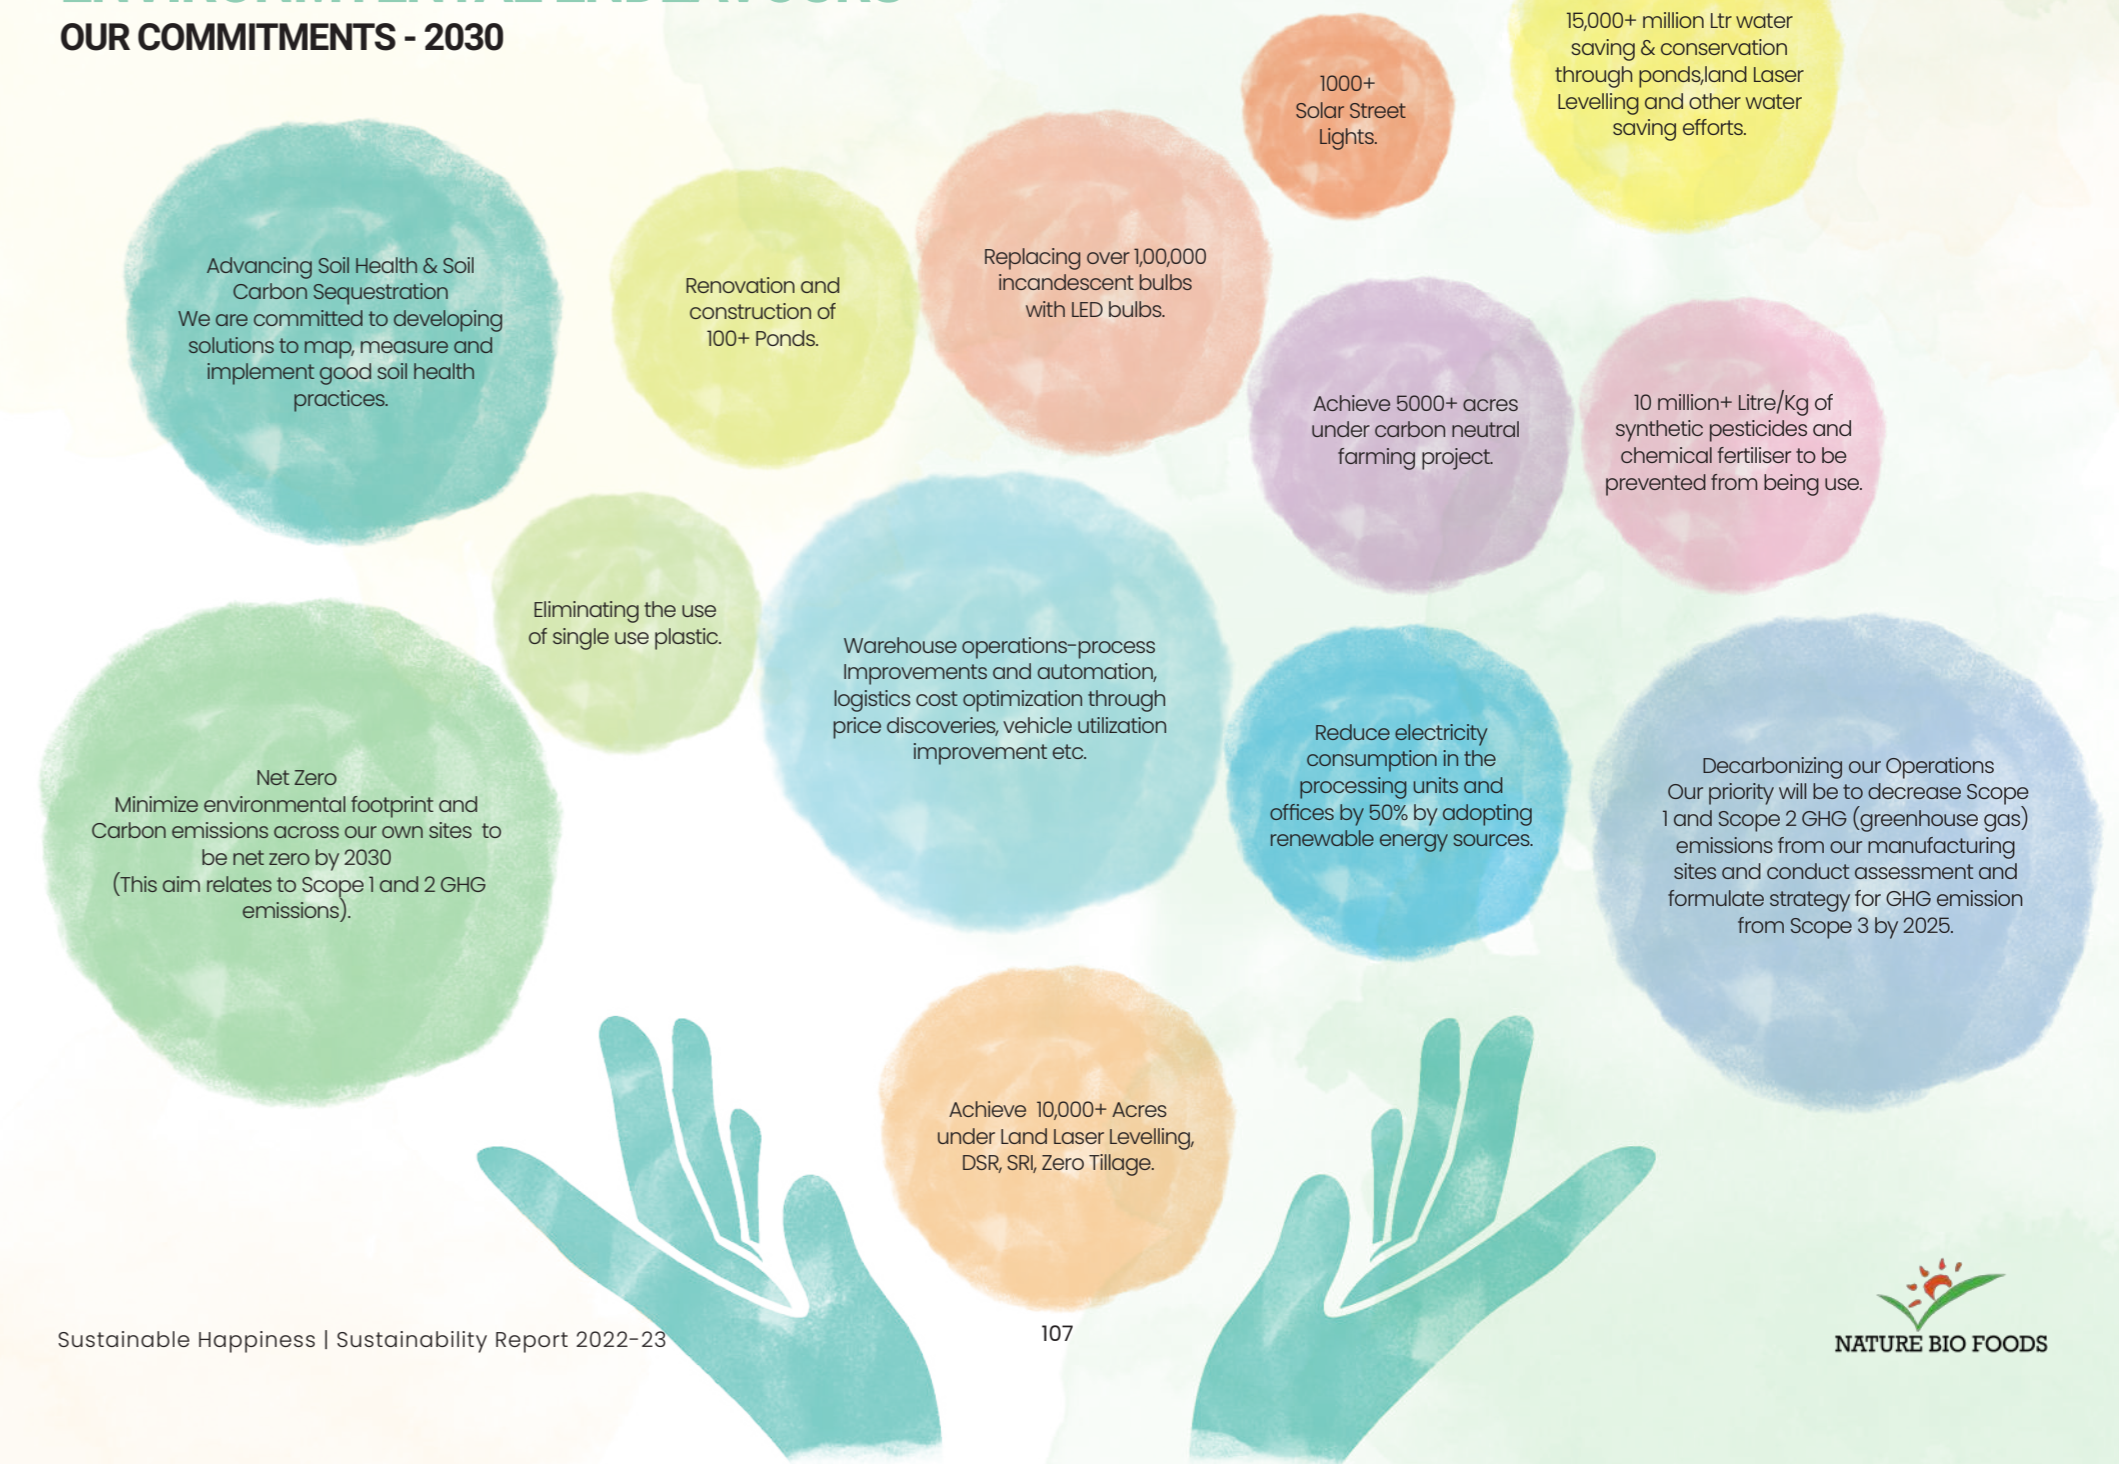 OUR COMMITMENTS - 2030
15,000+ million Ltr water
saving & conservation
through ponds,land Laser
Levelling and other water
saving efforts.
1000+
Solar Street
Lights.
Advancing Soil Health & Soil
Carbon Sequestration
We are committed to developing
solutions to map, measure and
implement good soil health
practices.
Renovation and
construction of
100+ Ponds.
Replacing over 1,00,000
incandescent bulbs
with LED bulbs.
Achieve 5000+ acres
under carbon neutral
farming project.
10 million+ Litre/Kg of
synthetic pesticides and
chemical fertiliser to be
prevented from being use.
Eliminating the use
of single use plastic.
Warehouse operations-process
Improvements and automation,
logistics cost optimization through
price discoveries, vehicle utilization
improvement etc.
Reduce electricity
consumption in the
processing units and
offices by 50% by adopting
renewable energy sources.
Decarbonizing our Operations
Our priority will be to decrease Scope
1 and Scope 2 GHG (greenhouse gas)
emissions from our manufacturing
sites and conduct assessment and
formulate strategy for GHG emission
from Scope 3 by 2025.
Net Zero
Minimize environmental footprint and
Carbon emissions across our own sites to
be net zero by 2030
(This aim relates to Scope 1 and 2 GHG
emissions).
Achieve 10,000+ Acres
under Land Laser Levelling,
DSR, SRI, Zero Tillage.
Sustainable Happiness | Sustainability Report 2022-23
107
NATURE BIO FOODS